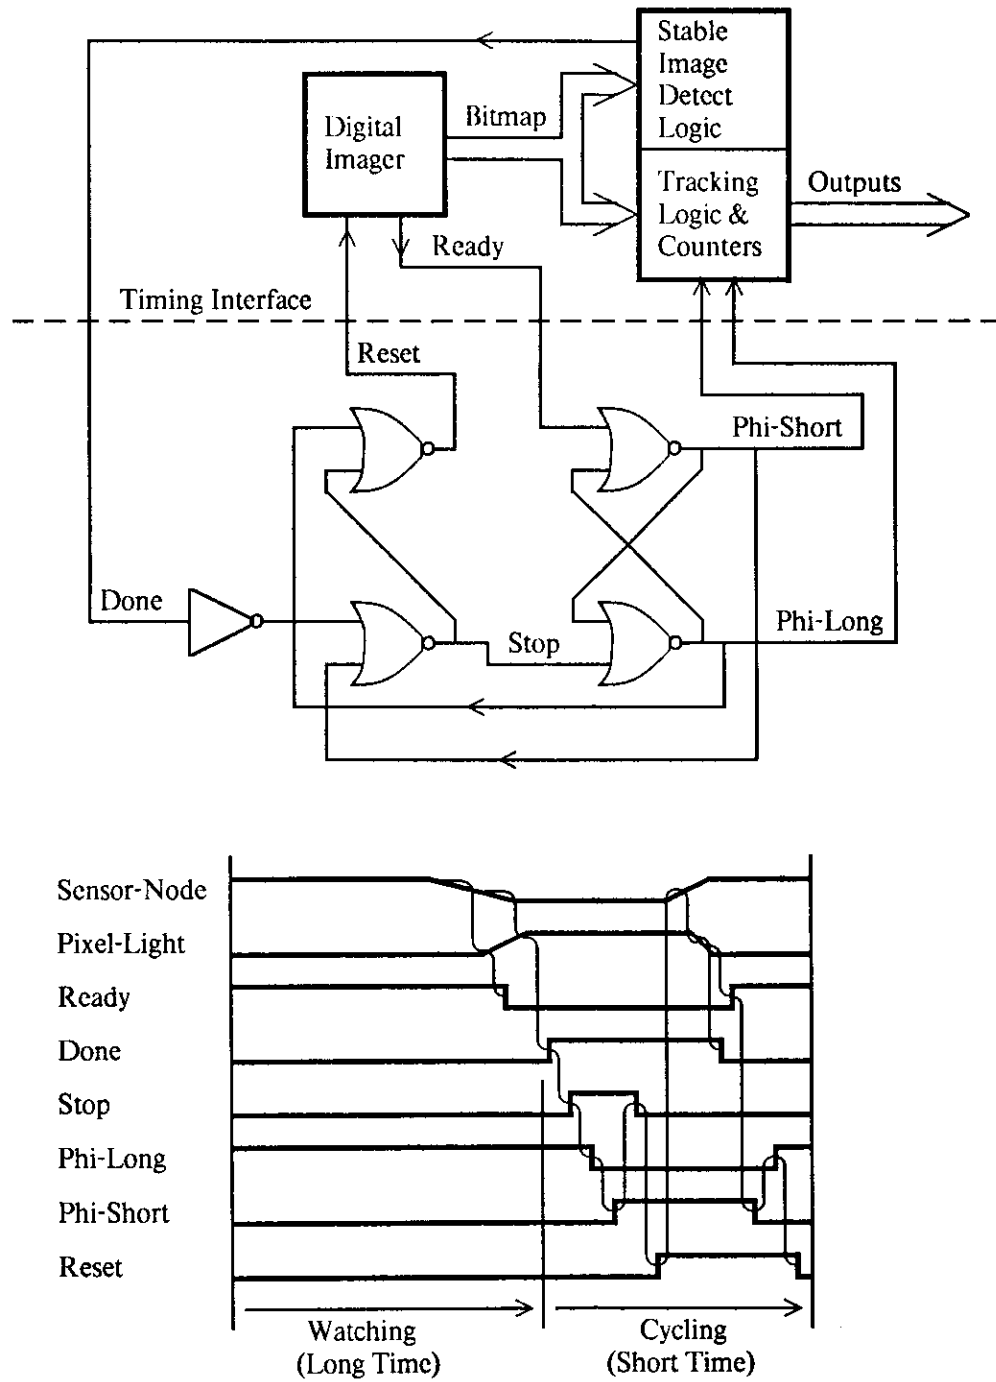 Stable
Image
Detect
Logic
Digital
Imager
Bitmap
Tracking
Logic &
Counters
Outputs
Ready
Timing Interface
Reset
Phi-Short
Done
Stop
Phi-Long
Sensor-Node
Pixel-Light
Ready
Done
Stop
Phi-Long
Phi-Short
Reset
Watching
(Long Time)
Cycling
(Short Time)